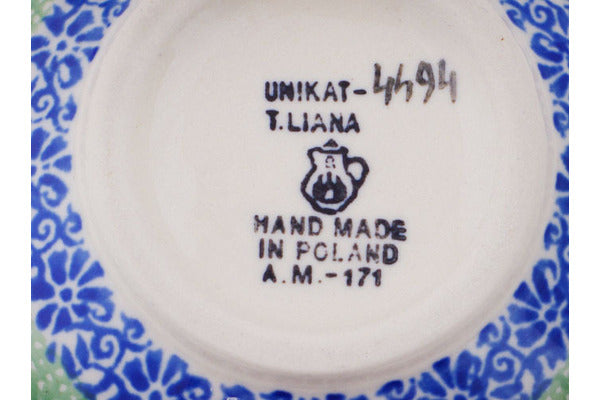 UNIKAT-4494
T.LIANA
HAND MADE
IN POLAND
A.M.-171